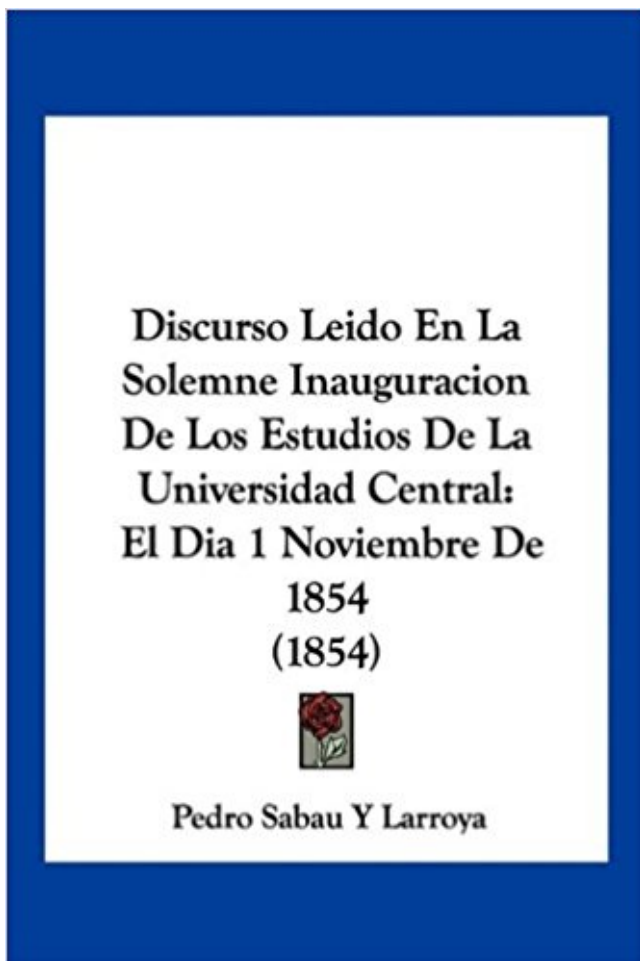 Discurso Leido En La
Solemne Inauguracion
De Los Estudios De La
Universidad Central:
El Dia 1 Noviembre De
1854
(1854)
Pedro Sabau Y Larroya